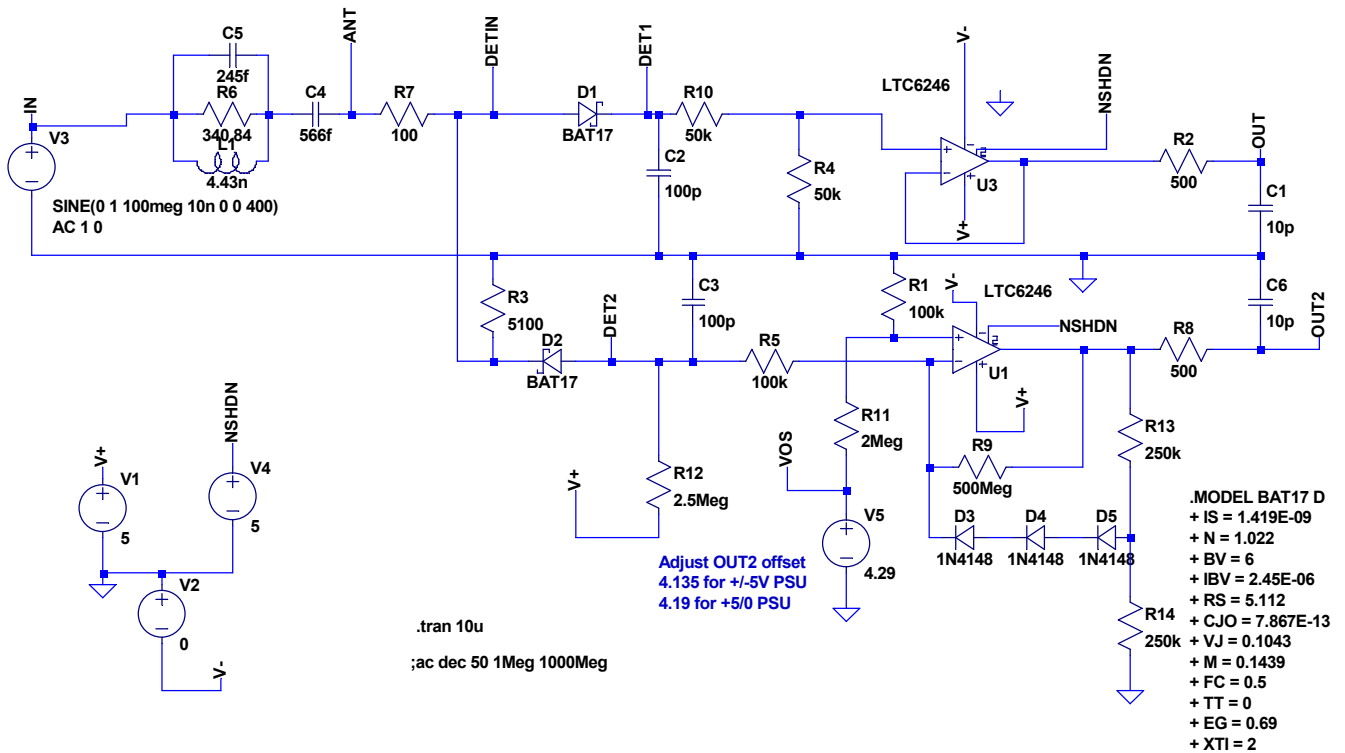 C5
245f
R6
340.84
L1
4.43n
IN
V3
SINE(0 1 100meg 10n 0 0 400)
AC 1 0
C4
566f
ANT
R7
100
DETIN
D1
BAT17
DET1
R10
50k
C2
100p
R4
50k
V-
LTC6246
NSHDN
U3
V+
R2
500
OUT
C1
10p
R3
5100
D2
BAT17
DET2
C3
100p
R5
100k
R1
100k
V-
LTC6246
NSHDN
U1
V+
C6
10p
R8
500
OUT2
R11
2Meg
VOS
R9
500Meg
R13
250k
V+
R12
2.5Meg
V5
4.29
D3
1N4148
D4
1N4148
D5
1N4148
R14
250k
Adjust OUT2 offset
4.135 for +/-5V PSU
4.19 for +5/0 PSU
V+
V1
5
NSHDN
V4
5
V2
0
V-
.tran 10u
;ac dec 50 1Meg 1000Meg
.MODEL BAT17 D
+ IS = 1.419E-09
+ N = 1.022
+ BV = 6
+ IBV = 2.45E-06
+ RS = 5.112
+ CJO = 7.867E-13
+ VJ = 0.1043
+ M = 0.1439
+ FC = 0.5
+ TT = 0
+ EG = 0.69
+ XTI = 2